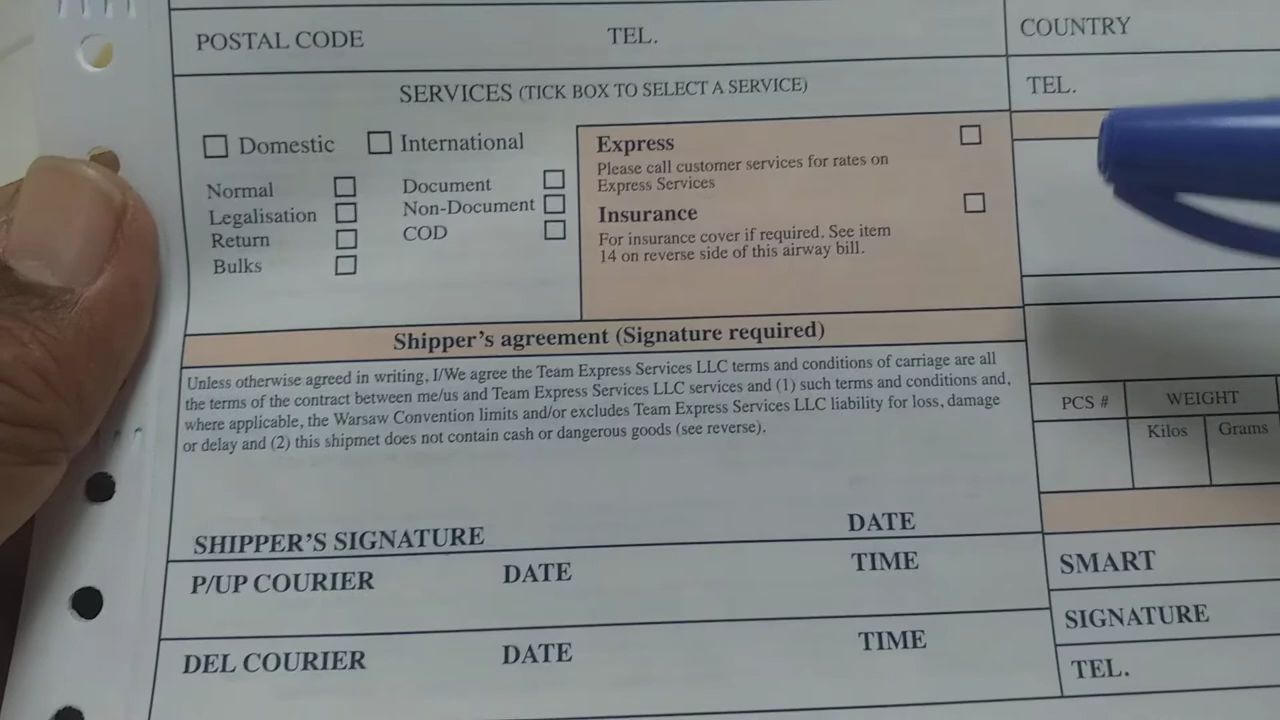 POSTAL CODE TEL.
COUNTRY
TEL.
SERVICES (TICK BOX TO SELECT A SERVICE)
Domestic International
Normal
Legalisation
Return
Bulks
Document
Non-Document
COD
Express
Please call customer services for rates on
Express Services
Insurance
For insurance cover if required. See item
14 on reverse side of this airway bill.
Shipper's agreement (Signature required)
Unless otherwise agreed in writing, I/We agree the Team Express Services LLC terms and conditions of carriage are all
the terms of the contract between me/us and Team Express Services LLC services and (1) such terms and conditions and,
where applicable, the Warsaw Convention limits and/or excludes Team Express Services LLC liability for loss, damage
or delay and (2) this shipmet does not contain cash or dangerous goods (see reverse).
SHIPPER'S SIGNATURE DATE
P/UP COURIER DATE TIME
DEL COURIER DATE TIME
PCS # WEIGHT
Kilos Grams
SMART
SIGNATURE
TEL.